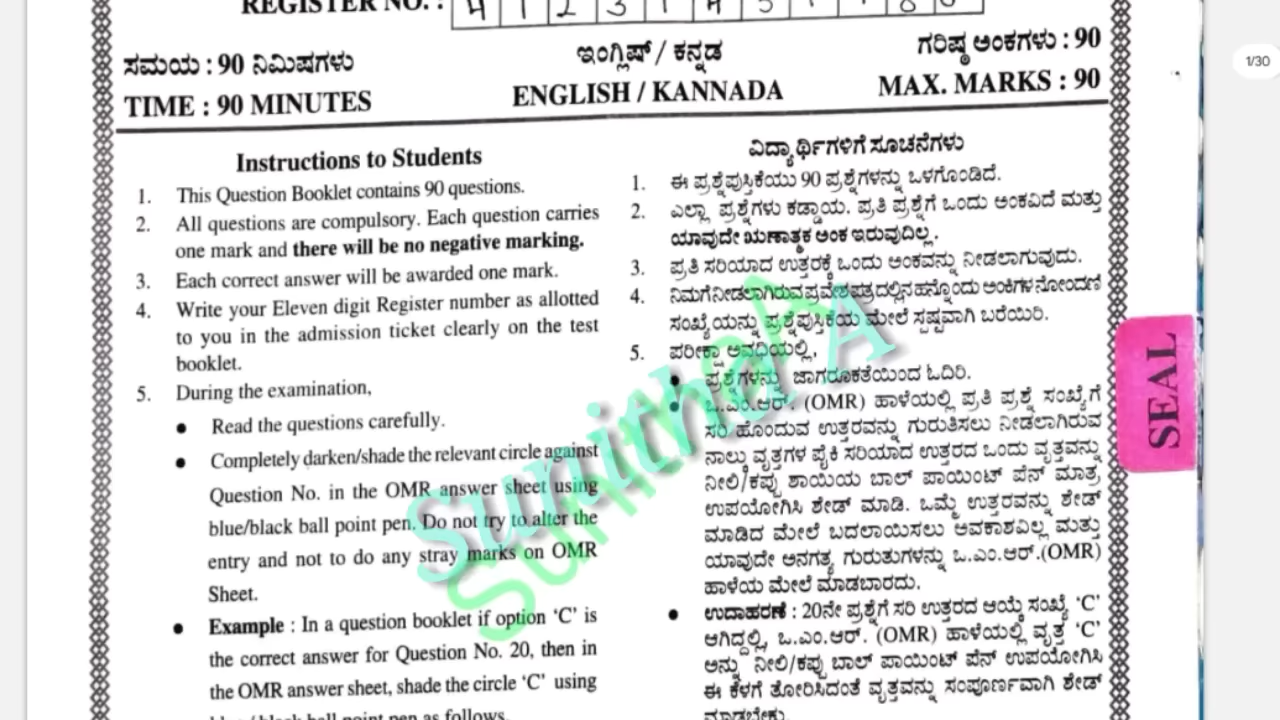 REGISTER NO. :
ಸಮಯ : 90 ನಿಮಿಷಗಳು
TIME : 90 MINUTES
ಇಂಗ್ಲಿಷ್ / ಕನ್ನಡ
ENGLISH / KANNADA
ಗರಿಷ್ಠ ಅಂಕಗಳು : 90
MAX. MARKS : 90
1/30
Instructions to Students
1. This Question Booklet contains 90 questions.
2. All questions are compulsory. Each question carries
one mark and there will be no negative marking.
3. Each correct answer will be awarded one mark.
4. Write your Eleven digit Register number as allotted
to you in the admission ticket clearly on the test
booklet.
5. During the examination,
● Read the questions carefully.
● Completely darken/shade the relevant circle against
Question No. in the OMR answer sheet using
blue/black ball point pen. Do not try to alter the
entry and not to do any stray marks on OMR
Sheet.
● Example : In a question booklet if option ‘C’ is
the correct answer for Question No. 20, then in
the OMR answer sheet, shade the circle ‘C’ using
blue/black ball point pen as follows.
ವಿದ್ಯಾರ್ಥಿಗಳಿಗೆ ಸೂಚನೆಗಳು
1. ಈ ಪ್ರಶ್ನೆಪುಸ್ತಿಕೆಯು 90 ಪ್ರಶ್ನೆಗಳನ್ನು ಒಳಗೊಂಡಿದೆ.
2. ಎಲ್ಲಾ ಪ್ರಶ್ನೆಗಳು ಕಡ್ಡಾಯ. ಪ್ರತಿ ಪ್ರಶ್ನೆಗೆ ಒಂದು ಅಂಕವಿದೆ ಮತ್ತು
ಯಾವುದೇ ಋಣಾತ್ಮಕ ಅಂಕ ಇರುವುದಿಲ್ಲ.
3. ಪ್ರತಿ ಸರಿಯಾದ ಉತ್ತರಕ್ಕೆ ಒಂದು ಅಂಕವನ್ನು ನೀಡಲಾಗುವುದು.
4. ನಿಮಗೆ ನೀಡಲಾಗಿರುವ ಪ್ರವೇಶಪತ್ರದಲ್ಲಿನ ಹನ್ನೊಂದು ಅಂಕಿಗಳ ನೋಂದಣಿ
ಸಂಖ್ಯೆಯನ್ನು ಪ್ರಶ್ನೆಪುಸ್ತಿಕೆಯ ಮೇಲೆ ಸ್ಪಷ್ಟವಾಗಿ ಬರೆಯಿರಿ.
5. ಪರೀಕ್ಷಾ ಅವಧಿಯಲ್ಲಿ,
● ಪ್ರಶ್ನೆಗಳನ್ನು ಜಾಗರೂಕತೆಯಿಂದ ಓದಿರಿ.
● ಒ.ಎಂ.ಆರ್. (OMR) ಹಾಳೆಯಲ್ಲಿ ಪ್ರತಿ ಪ್ರಶ್ನೆ ಸಂಖ್ಯೆಗೆ
ಸರಿ ಹೊಂದುವ ಉತ್ತರವನ್ನು ಗುರುತಿಸಲು ನೀಡಲಾಗಿರುವ
ನಾಲ್ಕು ವೃತ್ತಗಳ ಪೈಕಿ ಸರಿಯಾದ ಉತ್ತರದ ಒಂದು ವೃತ್ತವನ್ನು
ನೀಲಿ/ಕಪ್ಪು ಶಾಯಿಯ ಬಾಲ್ ಪಾಯಿಂಟ್ ಪೆನ್ ಮಾತ್ರ
ಉಪಯೋಗಿಸಿ ಶೇಡ್ ಮಾಡಿ. ಒಮ್ಮೆ ಉತ್ತರವನ್ನು ಶೇಡ್
ಮಾಡಿದ ಮೇಲೆ ಬದಲಾಯಿಸಲು ಅವಕಾಶವಿಲ್ಲ ಮತ್ತು
ಯಾವುದೇ ಅನಗತ್ಯ ಗುರುತುಗಳನ್ನು ಒ.ಎಂ.ಆರ್.(OMR)
ಹಾಳೆಯ ಮೇಲೆ ಮಾಡಬಾರದು.
● ಉದಾಹರಣೆ : 20ನೇ ಪ್ರಶ್ನೆಗೆ ಸರಿ ಉತ್ತರದ ಆಯ್ಕೆ ಸಂಖ್ಯೆ ‘C’
ಆಗಿದ್ದಲ್ಲಿ, ಒ.ಎಂ.ಆರ್. (OMR) ಹಾಳೆಯಲ್ಲಿ ವೃತ್ತ ‘C’
ಅನ್ನು ನೀಲಿ/ಕಪ್ಪು ಬಾಲ್ ಪಾಯಿಂಟ್ ಪೆನ್ ಉಪಯೋಗಿಸಿ
ಈ ಕೆಳಗೆ ತೋರಿಸಿದಂತೆ ವೃತ್ತವನ್ನು ಸಂಪೂರ್ಣವಾಗಿ ಶೇಡ್
ಮಾಡಬೇಕು.
SEAL
Sunitha A